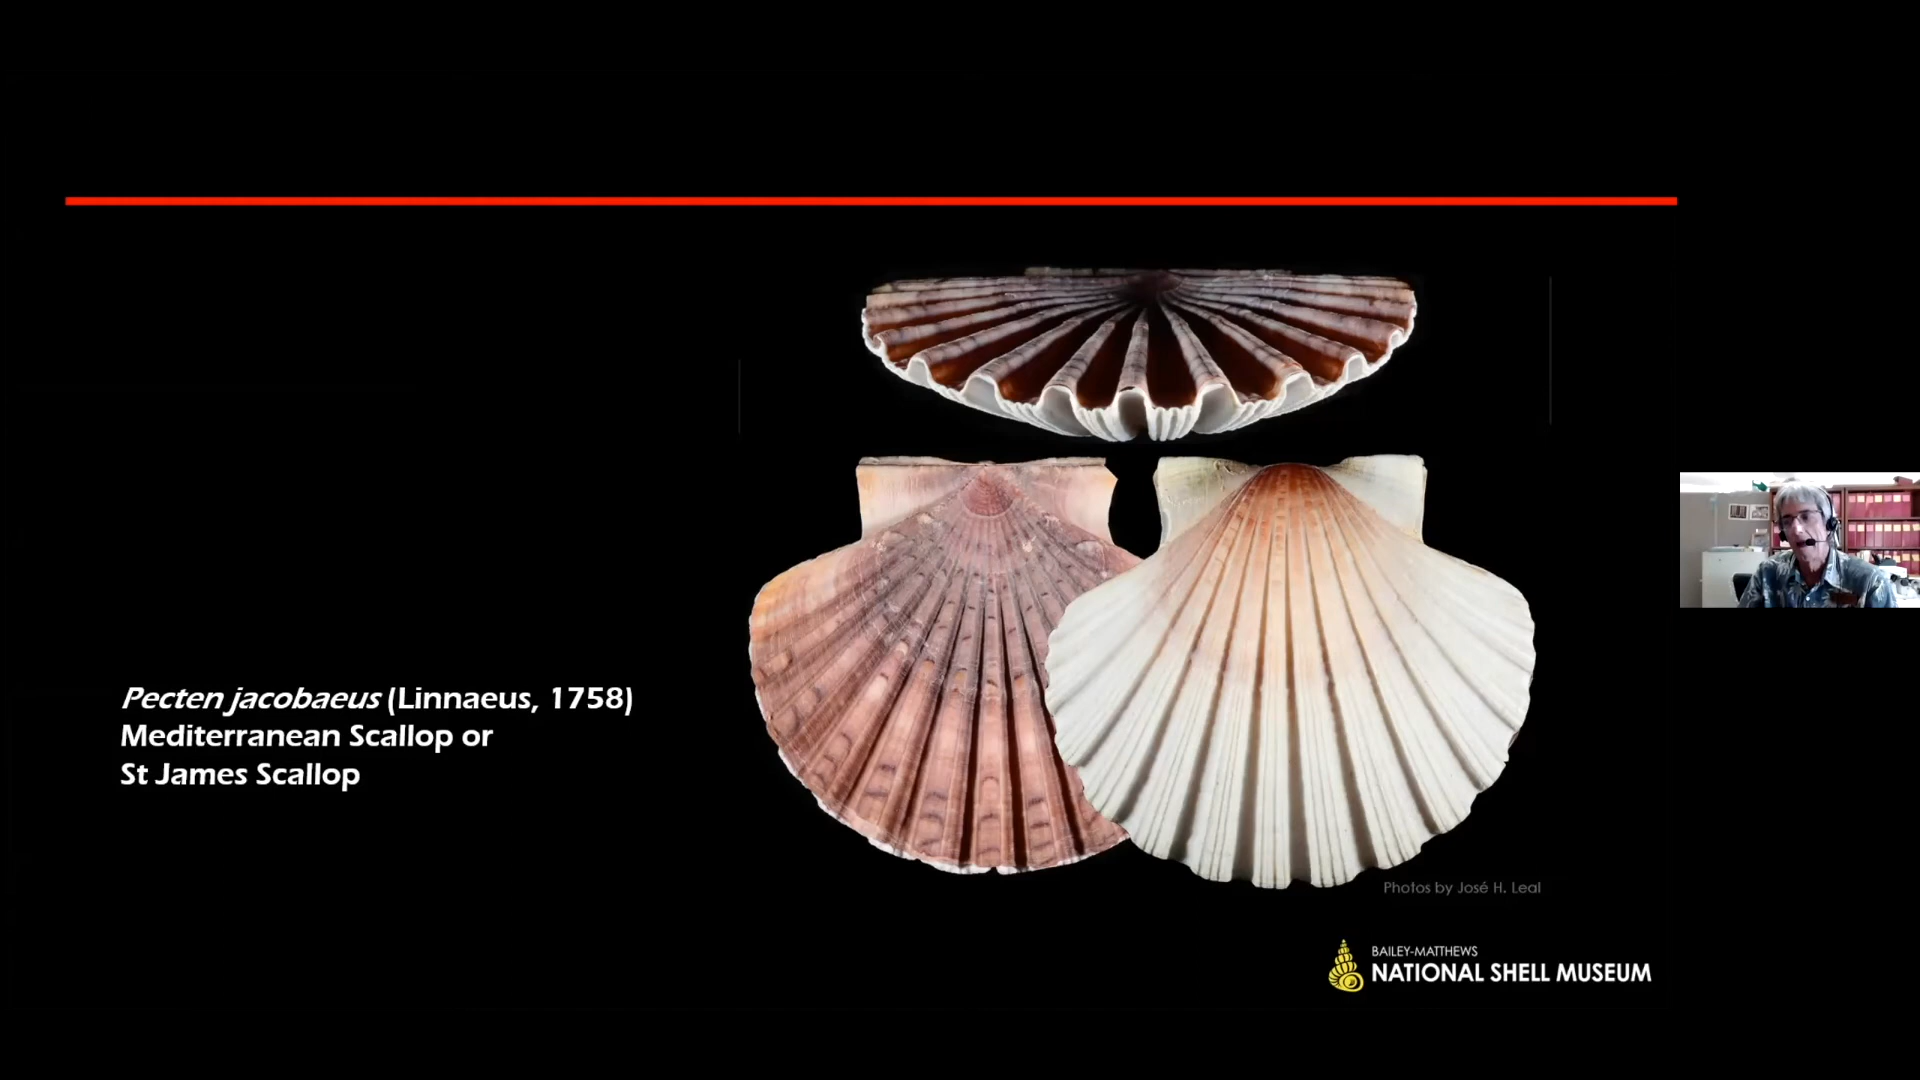 Pecten jacobaeus (Linnaeus, 1758)
Mediterranean Scallop or
St James Scallop
Photos by José H. Leal
BAILEY-MATTHEWS
NATIONAL SHELL MUSEUM